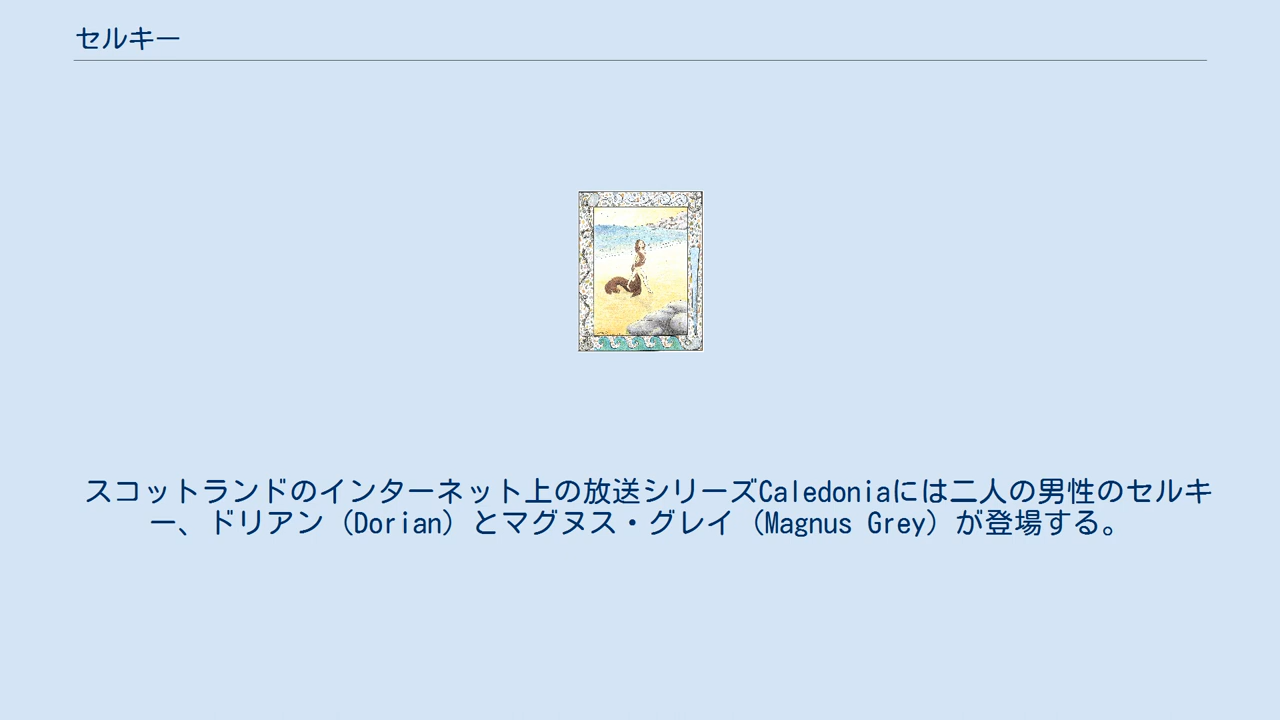 セルキー
スコットランドのインターネット上の放送シリーズCaledoniaには二人の男性のセルキ
ー、ドリアン（Dorian）とマグヌス・グレイ（Magnus Grey）が登場する。